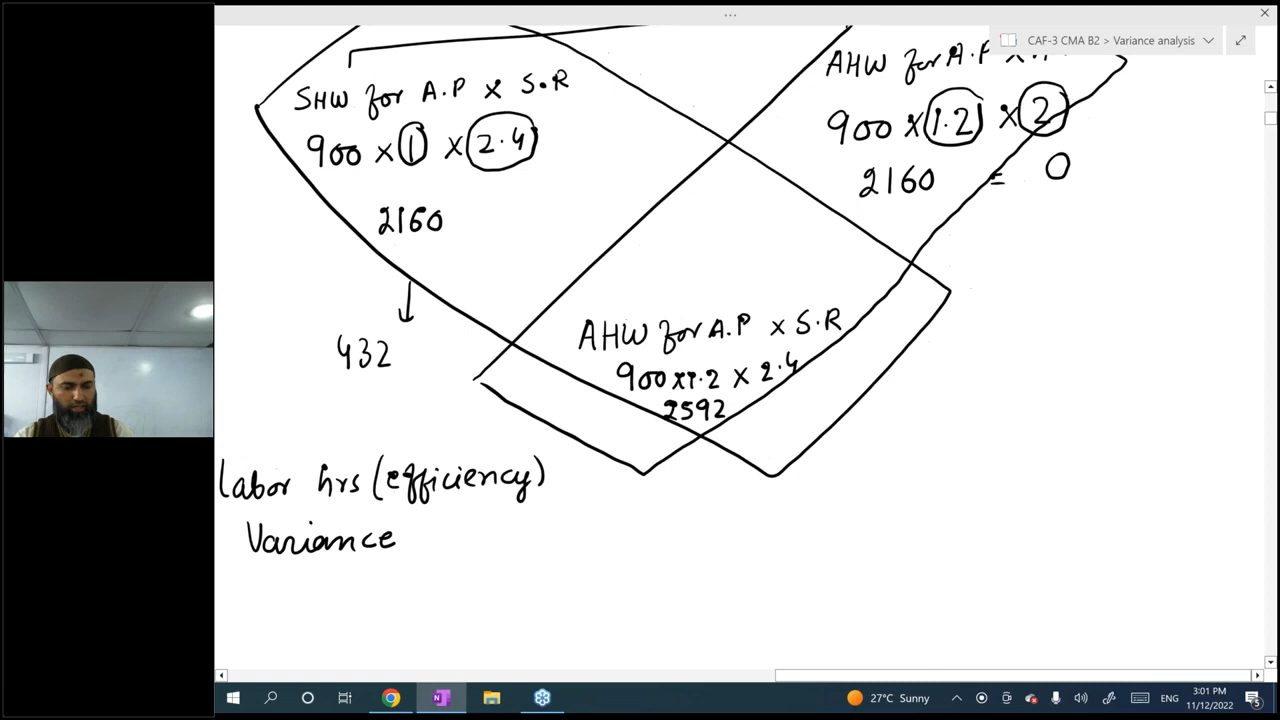 CAF-3 CMA B2 > Variance analysis
SHW for A.P × S.R
900 × 1 × 2.4
2160
432
AHW for A.P ×
900 × 1.2 × 2
2160 = 0
AHW for A.P × S.R
900 × 1.2 × 2.4
2592
labor hrs (efficiency)
Variance
27°C Sunny
ENG
3:01 PM
11/12/2022
5